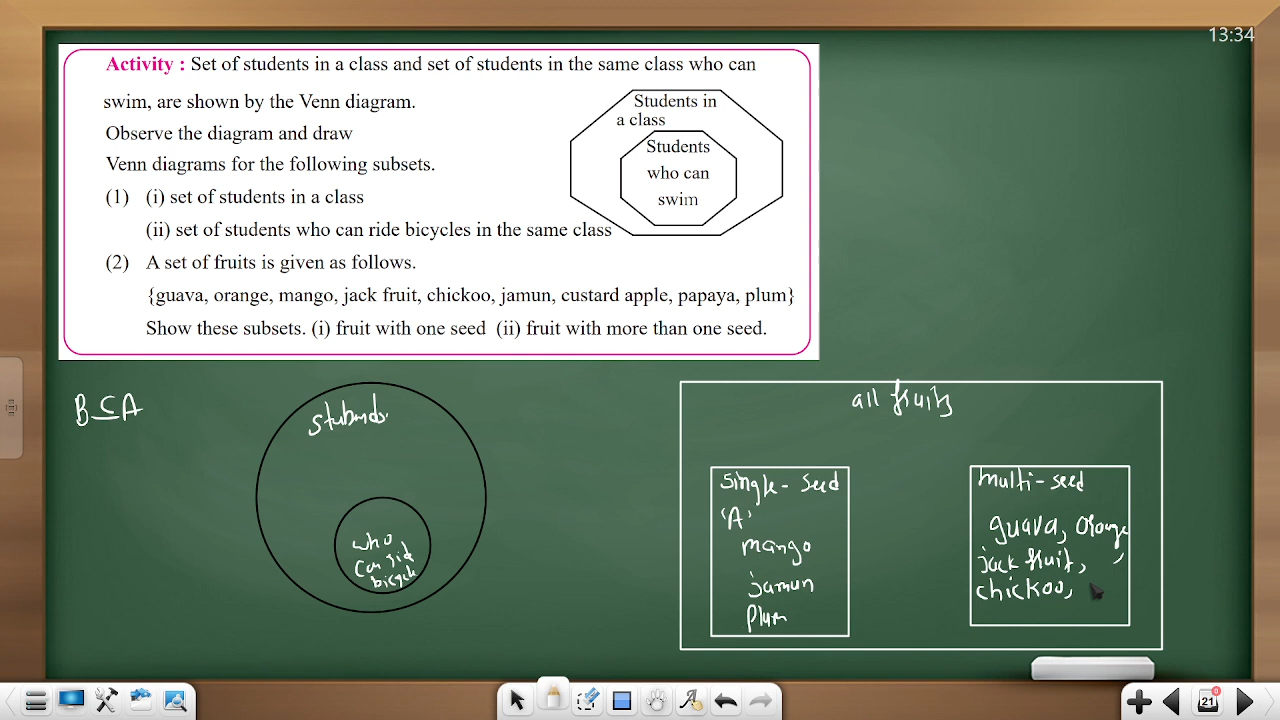 13:34
Activity : Set of students in a class and set of students in the same class who can
swim, are shown by the Venn diagram.
Observe the diagram and draw
Venn diagrams for the following subsets.
(1) (i) set of students in a class
(ii) set of students who can ride bicycles in the same class
(2) A set of fruits is given as follows.
{guava, orange, mango, jack fruit, chickoo, jamun, custard apple, papaya, plum}
Show these subsets. (i) fruit with one seed (ii) fruit with more than one seed.
Students in
a class
Students
who can
swim
B⊆A
who
can rid
bicycle
all fruits
single - seed
'A'
mango
jamun
Plum
multi - seed
guava, orange
jack fruit, ,
chickoo,
21
0